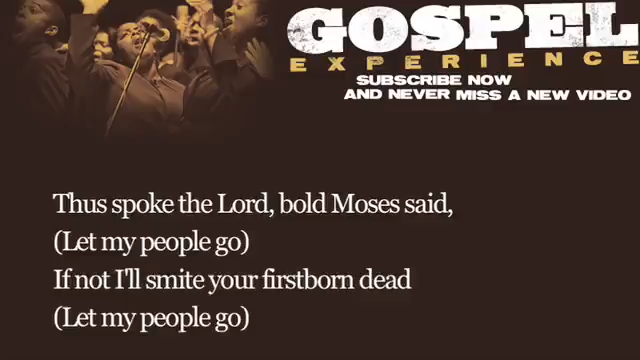 GOSPEL
EXPERIENCE
SUBSCRIBE NOW
AND NEVER MISS A NEW VIDEO
Thus spoke the Lord, bold Moses said,
(Let my people go)
If not I'll smite your firstborn dead
(Let my people go)